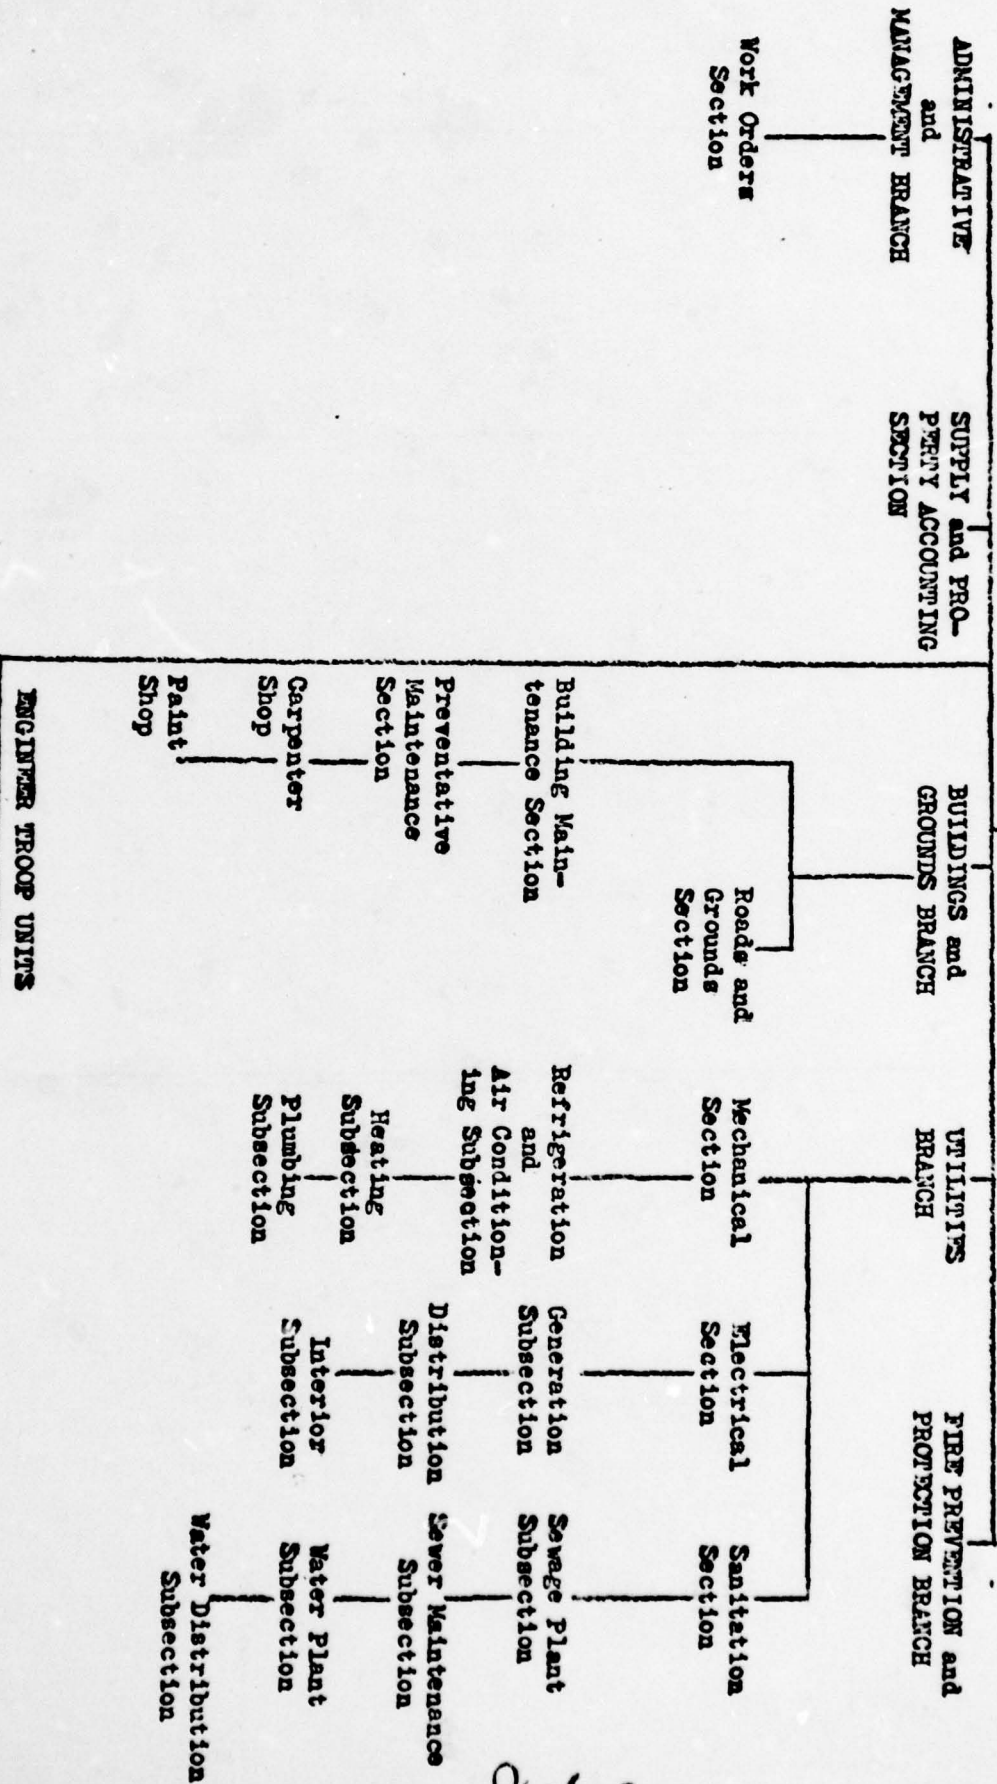 ADMINISTRATIVE
and
MANAGEMENT BRANCH
Work Orders
Section
SUPPLY and PRO-
PERTY ACCOUNTING
SECTION
BUILDINGS and
GROUNDS BRANCH
Building Main-
tenance Section
Preventative
Maintenance
Section
Carpenter
Shop
Paint
Shop
Roads and
Grounds
Section
UTILITIES
BRANCH
Mechanical
Section
Refrigeration
and
Air Condition-
ing Subsection
Heating
Subsection
Plumbing
Subsection
Electrical
Section
Generation
Subsection
Distribution
Subsection
Interior
Subsection
Sanitation
Section
Sewage Plant
Subsection
Sewer Maintenance
Subsection
Water Plant
Subsection
Water Distribution
Subsection
FIRE PREVENTION and
PROTECTION BRANCH
ENGINEER TROOP UNITS